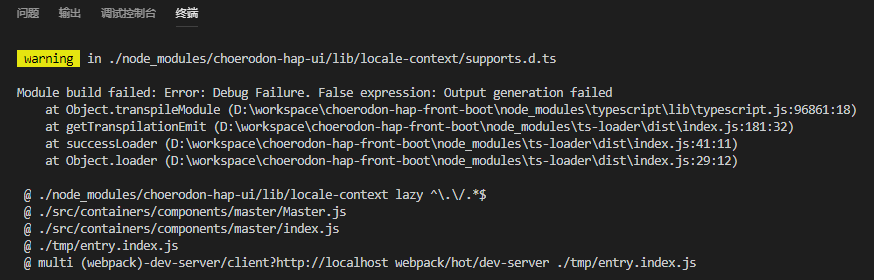 问题 输出 调试控制台 终端
warning in ./node_modules/choerodon-hap-ui/lib/locale-context/supports.d.ts
Module build failed: Error: Debug Failure. False expression: Output generation failed
at Object.transpileModule (D:\workspace\choerodon-hap-front-boot\node_modules\typescript\lib\typescript.js:96861:18)
at getTranspilationEmit (D:\workspace\choerodon-hap-front-boot\node_modules\ts-loader\dist\index.js:181:32)
at successLoader (D:\workspace\choerodon-hap-front-boot\node_modules\ts-loader\dist\index.js:41:11)
at Object.loader (D:\workspace\choerodon-hap-front-boot\node_modules\ts-loader\dist\index.js:29:12)
@ ./node_modules/choerodon-hap-ui/lib/locale-context lazy ^\.\/.*$
@ ./src/containers/components/master/Master.js
@ ./src/containers/components/master/index.js
@ ./tmp/entry.index.js
@ multi (webpack)-dev-server/client?http://localhost webpack/hot/dev-server ./tmp/entry.index.js